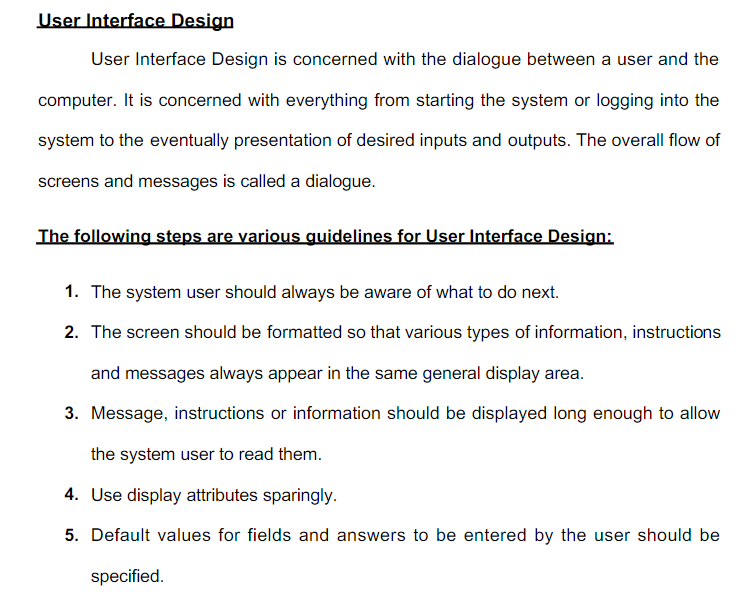 User Interface Design
User Interface Design is concerned with the dialogue between a user and the
computer. It is concerned with everything from starting the system or logging into the
system to the eventually presentation of desired inputs and outputs. The overall flow of
screens and messages is called a dialogue.
The following steps are various guidelines for User Interface Design:
1. The system user should always be aware of what to do next.
2. The screen should be formatted so that various types of information, instructions
and messages always appear in the same general display area.
3. Message, instructions or information should be displayed long enough to allow
the system user to read them.
4. Use display attributes sparingly.
5. Default values for fields and answers to be entered by the user should be
specified.